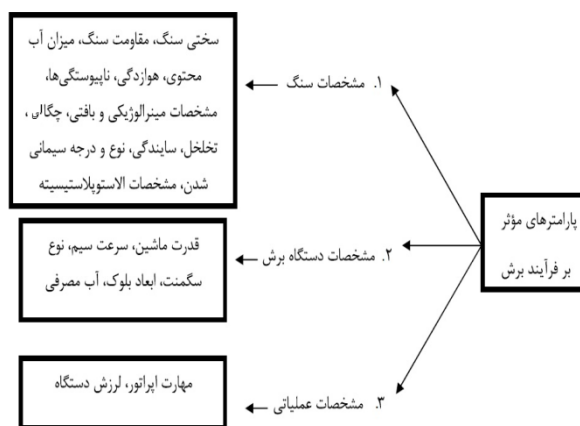 پارامترهای مؤثر
بر فرآیند برش
۱. مشخصات سنگ
سختی سنگ، مقاومت سنگ، میزان آب
محتوی، هوازدگی، ناپیوستگی‌ها،
مشخصات مینرالوژیکی و بافتی، چگالی ،
تخلخل، سایندگی، نوع و درجه سیمانی
شدن، مشخصات الاستوپلاستیسیته
۲. مشخصات دستگاه برش
قدرت ماشین، سرعت سیم، نوع
سگمنت، ابعاد بلوک، آب مصرفی
۳. مشخصات عملیاتی
مهارت اپراتور، لرزش دستگاه